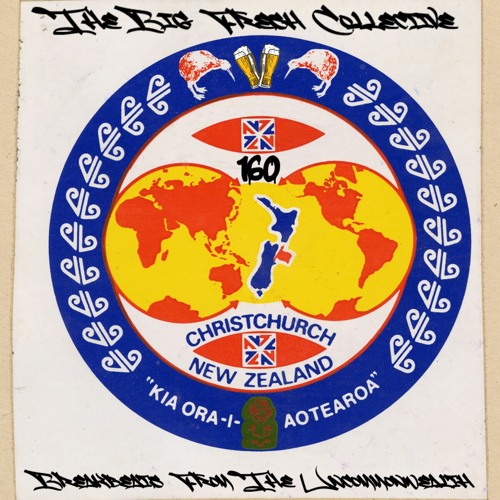 The Big Fresh Collective
160
CHRISTCHURCH
NEW ZEALAND
"KIA ORA-I- AOTEAROA"
Breakbeats From The Uncommonwealth